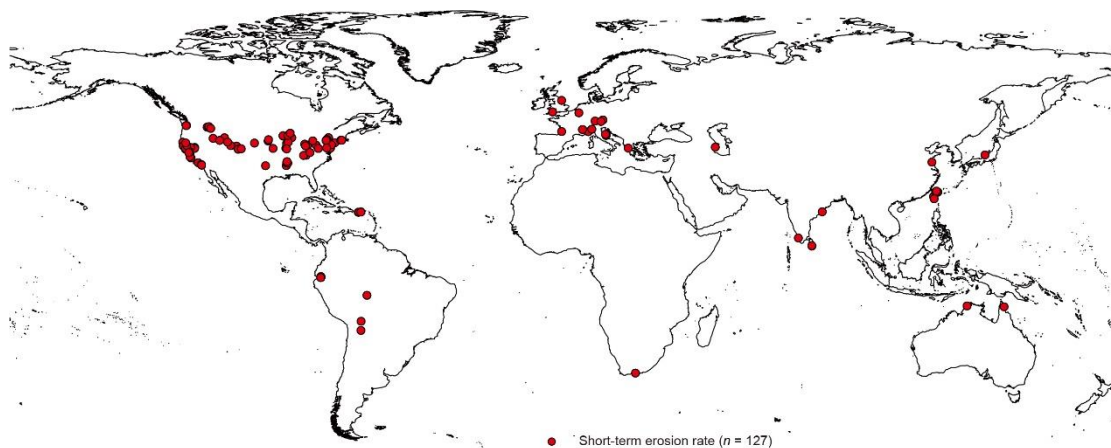 Short-term erosion rate (n = 127)